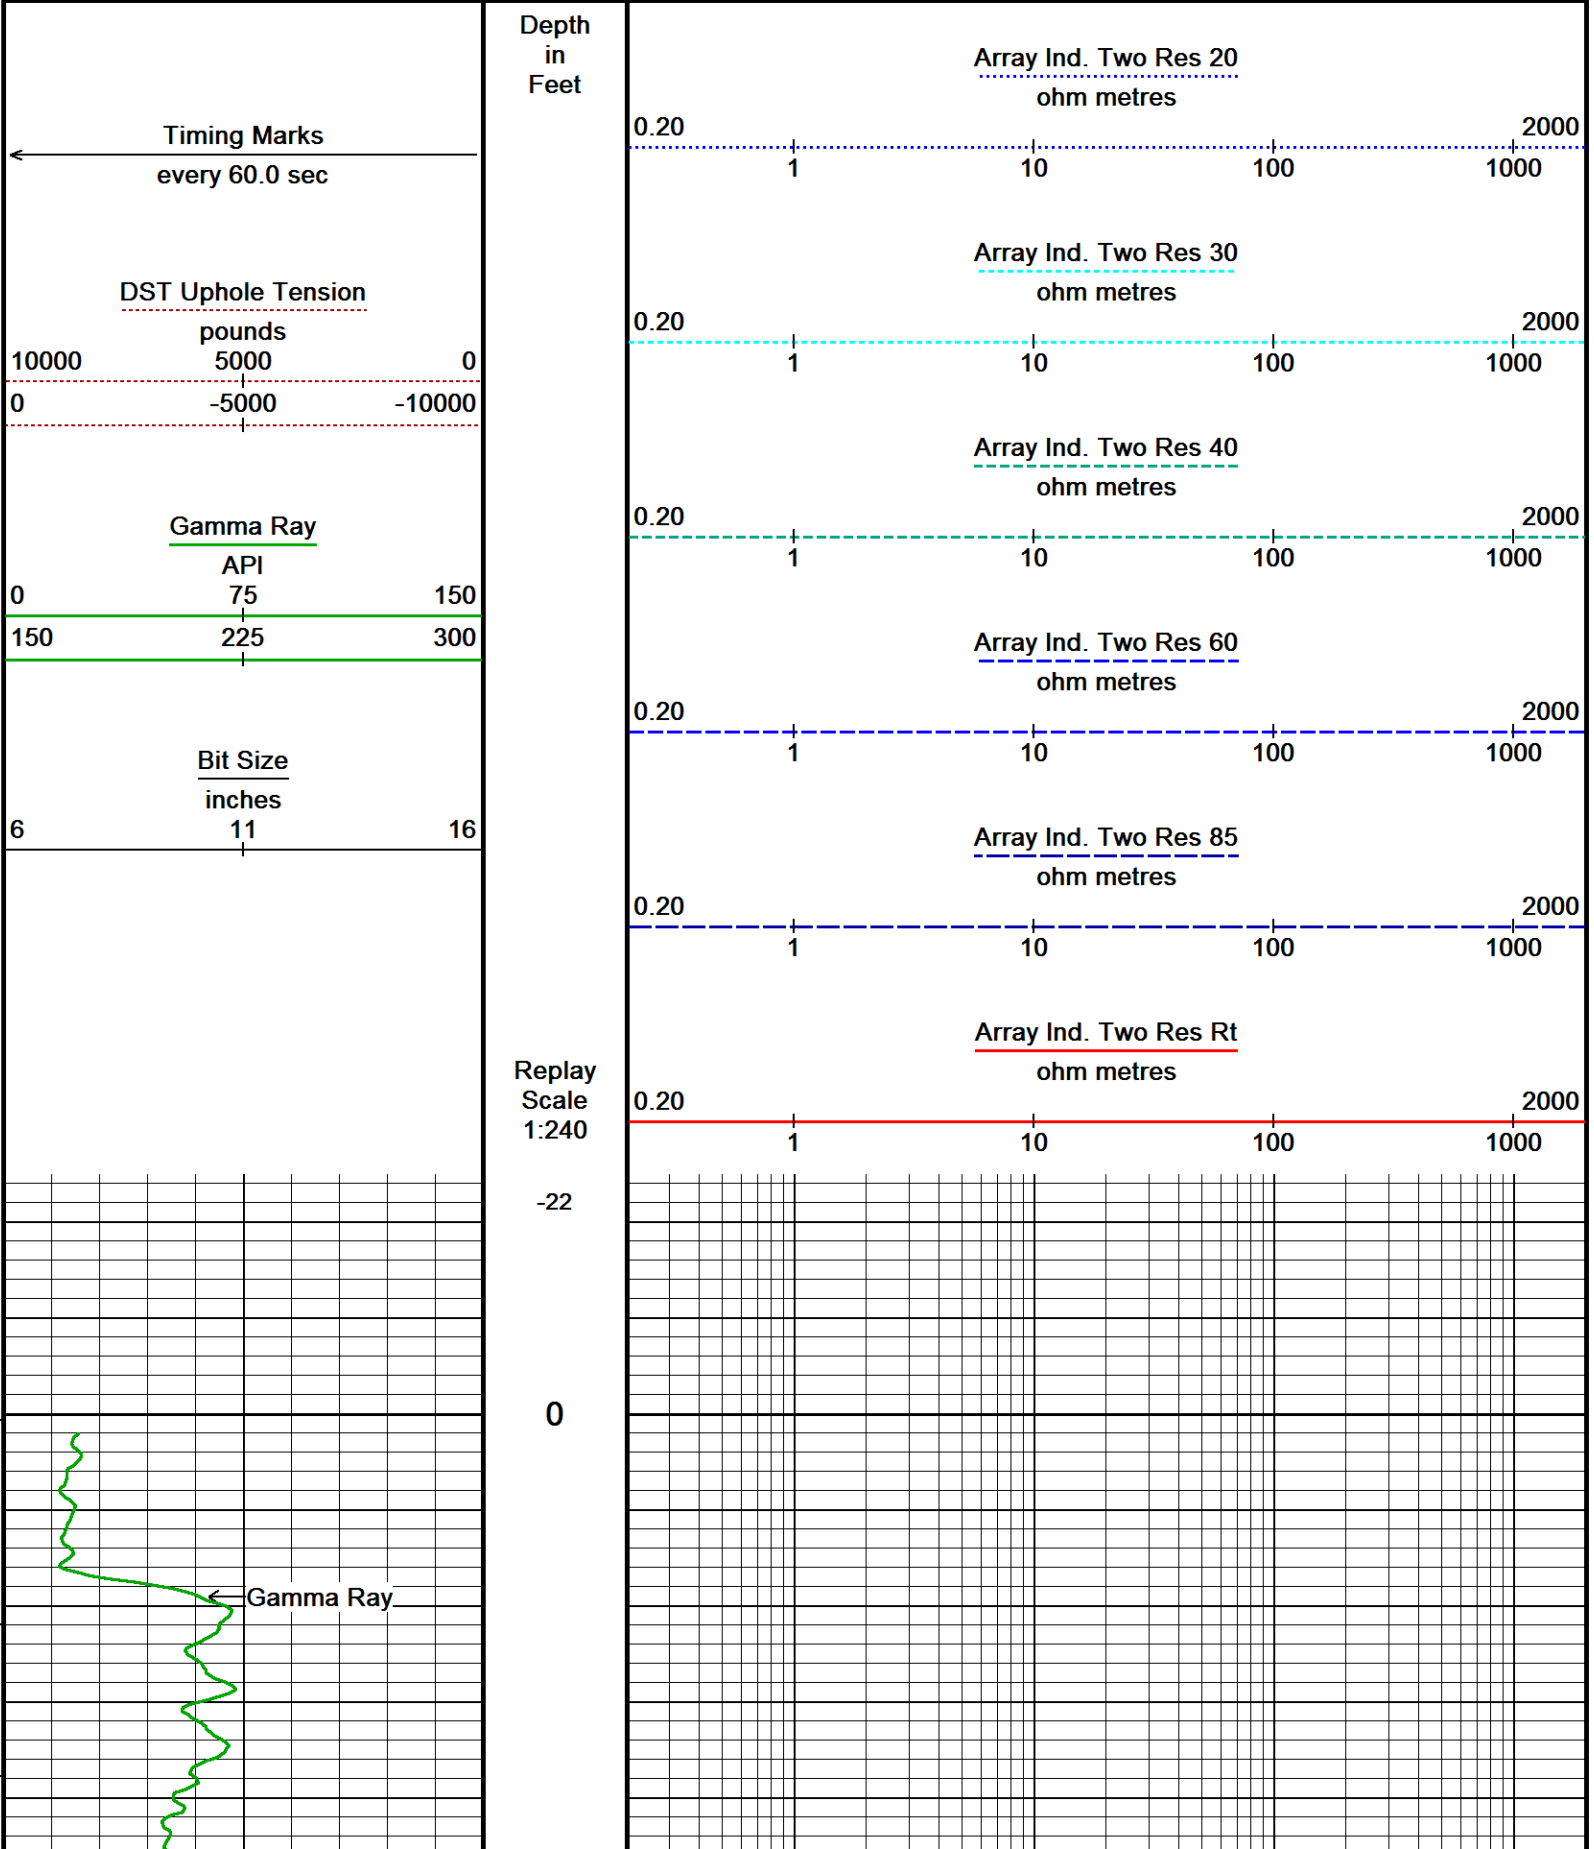 Timing Marks
every 60.0 sec
DST Uphole Tension
pounds
10000 5000 0
0 -5000 -10000
Gamma Ray
API
0 75 150
150 225 300
Bit Size
inches
6 11 16
Depth
in
Feet
Replay
Scale
1:240
-22
0
Array Ind. Two Res 20
ohm metres
0.20 2000
1 10 100 1000
Array Ind. Two Res 30
ohm metres
0.20 2000
1 10 100 1000
Array Ind. Two Res 40
ohm metres
0.20 2000
1 10 100 1000
Array Ind. Two Res 60
ohm metres
0.20 2000
1 10 100 1000
Array Ind. Two Res 85
ohm metres
0.20 2000
1 10 100 1000
Array Ind. Two Res Rt
ohm metres
0.20 2000
1 10 100 1000
Gamma Ray